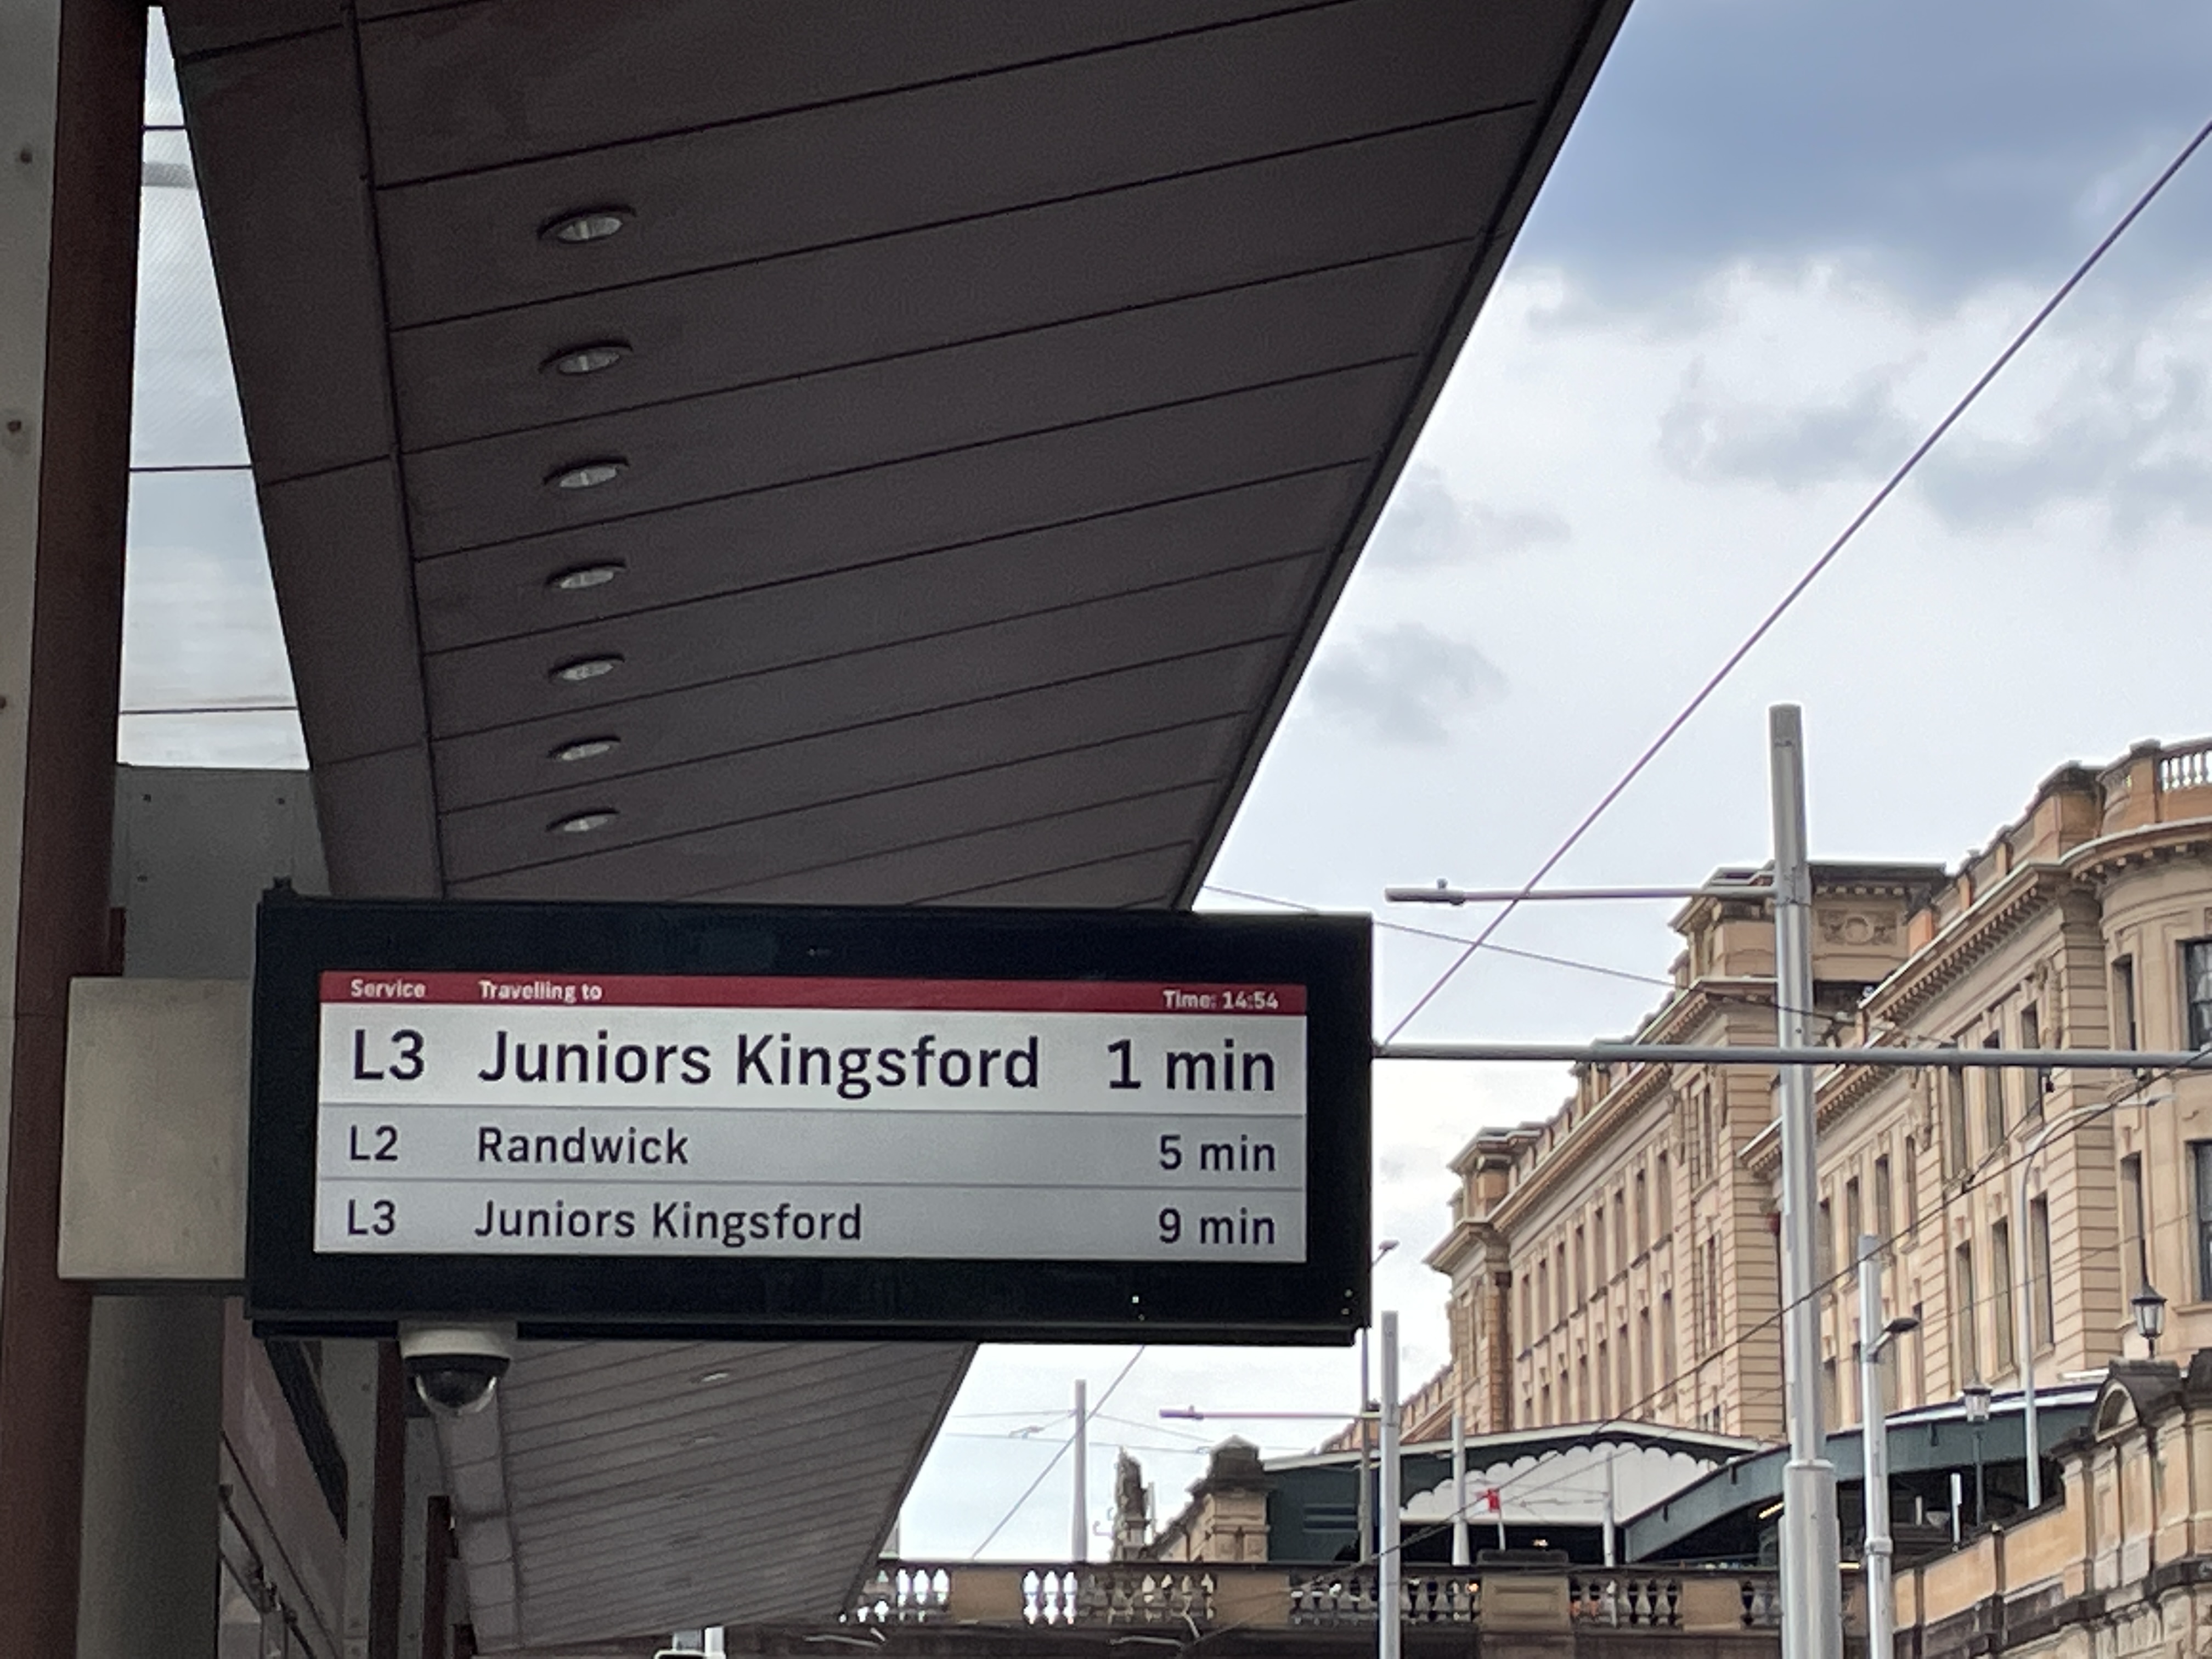 Service Travelling to Time: 14:54
L3 Juniors Kingsford 1 min
L2 Randwick 5 min
L3 Juniors Kingsford 9 min